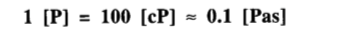 1 [P] = 100 [cP] ≈ 0.1 [Pas]